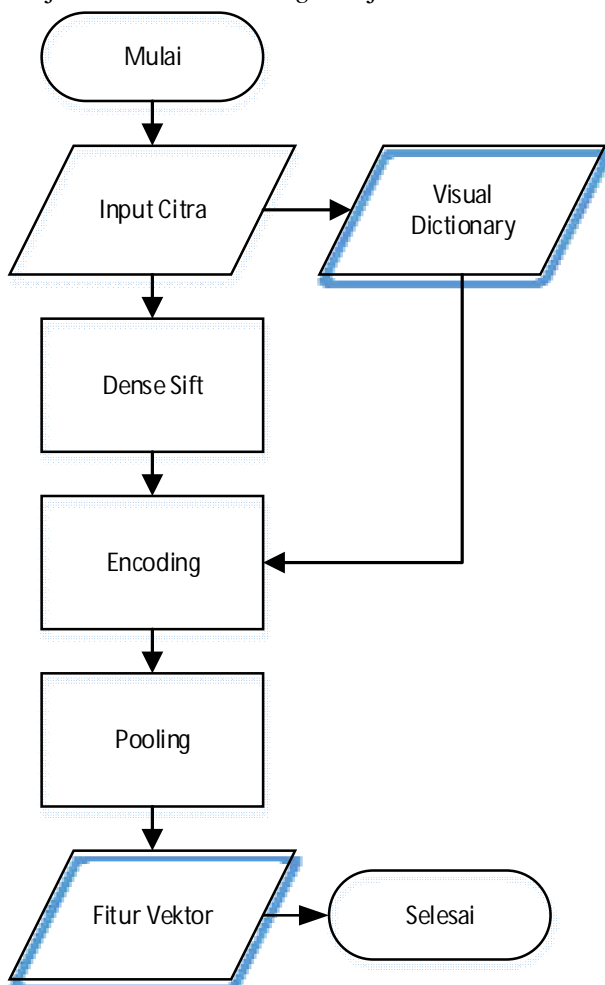 Mulai
Input Citra
Visual
Dictionary
Dense Sift
Encoding
Pooling
Fitur Vektor
Selesai